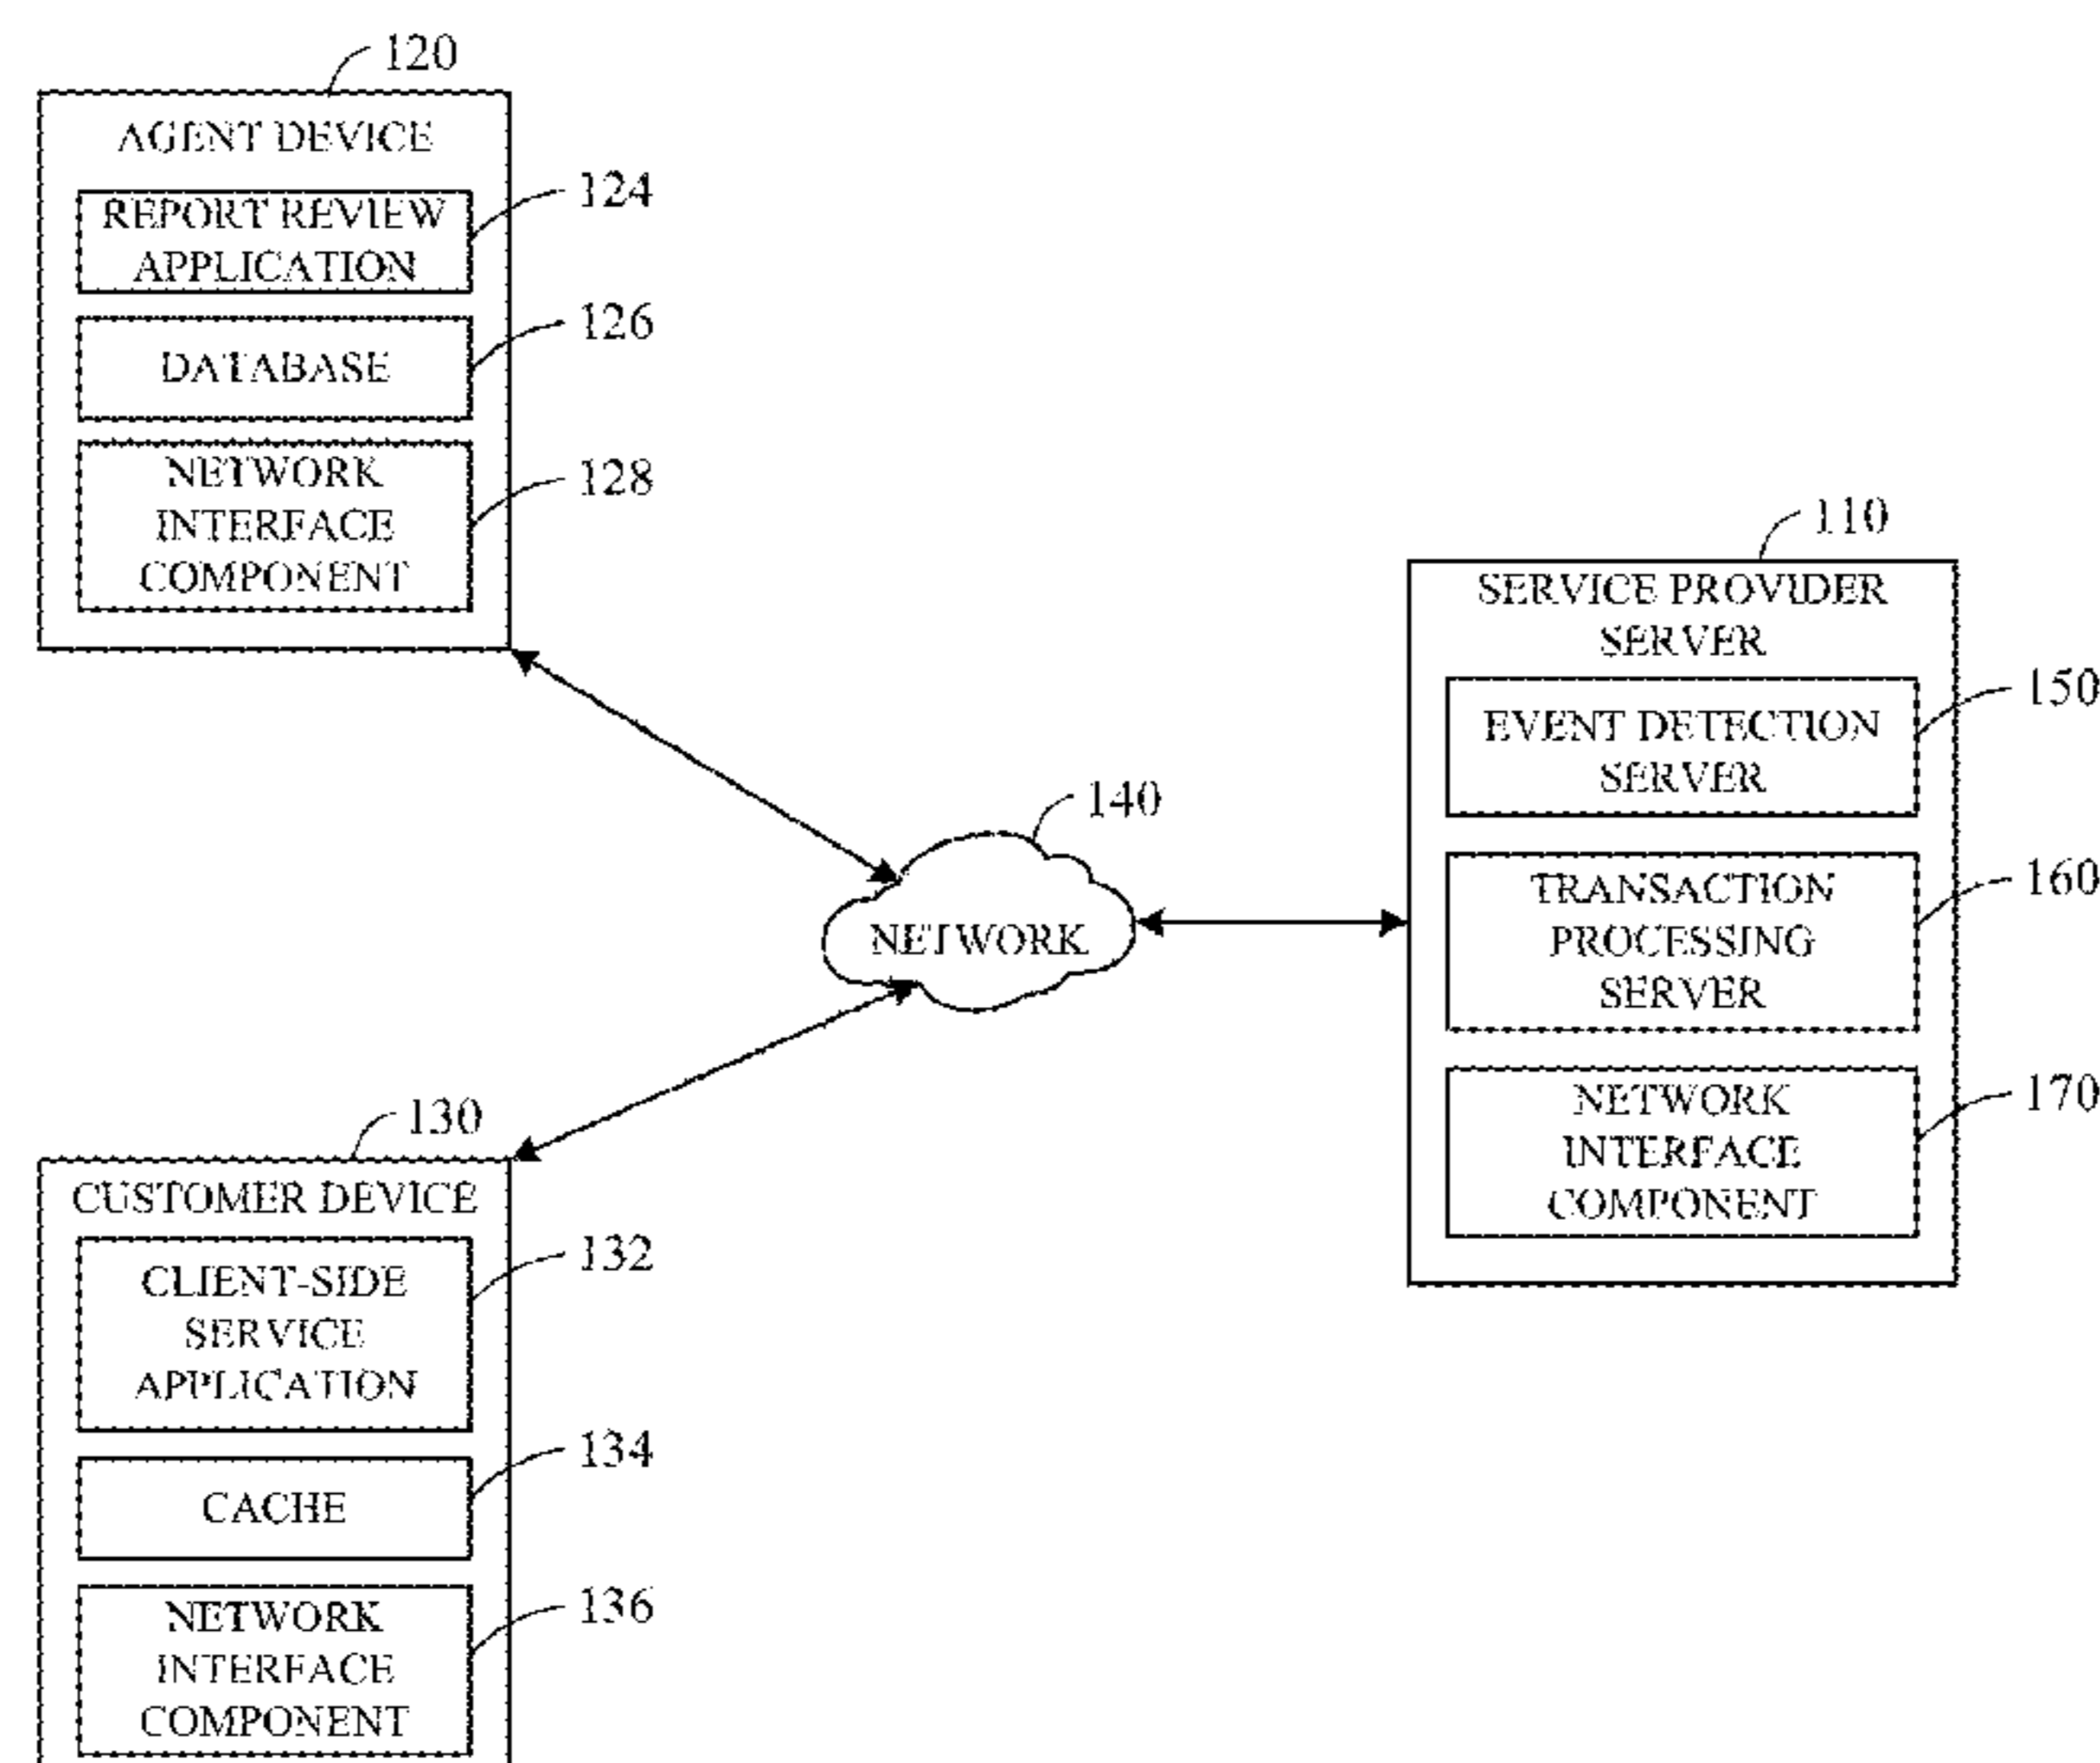 120
AGENT DEVICE
REPORT REVIEW
APPLICATION
124
DATABASE
126
NETWORK
INTERFACE
COMPONENT
128
110
SERVICE PROVIDER
SERVER
EVENT DETECTION
SERVER
150
TRANSACTION
PROCESSING
SERVER
160
NETWORK
INTERFACE
COMPONENT
170
140
NETWORK
130
CUSTOMER DEVICE
CLIENT-SIDE
SERVICE
APPLICATION
132
CACHE
134
NETWORK
INTERFACE
COMPONENT
136